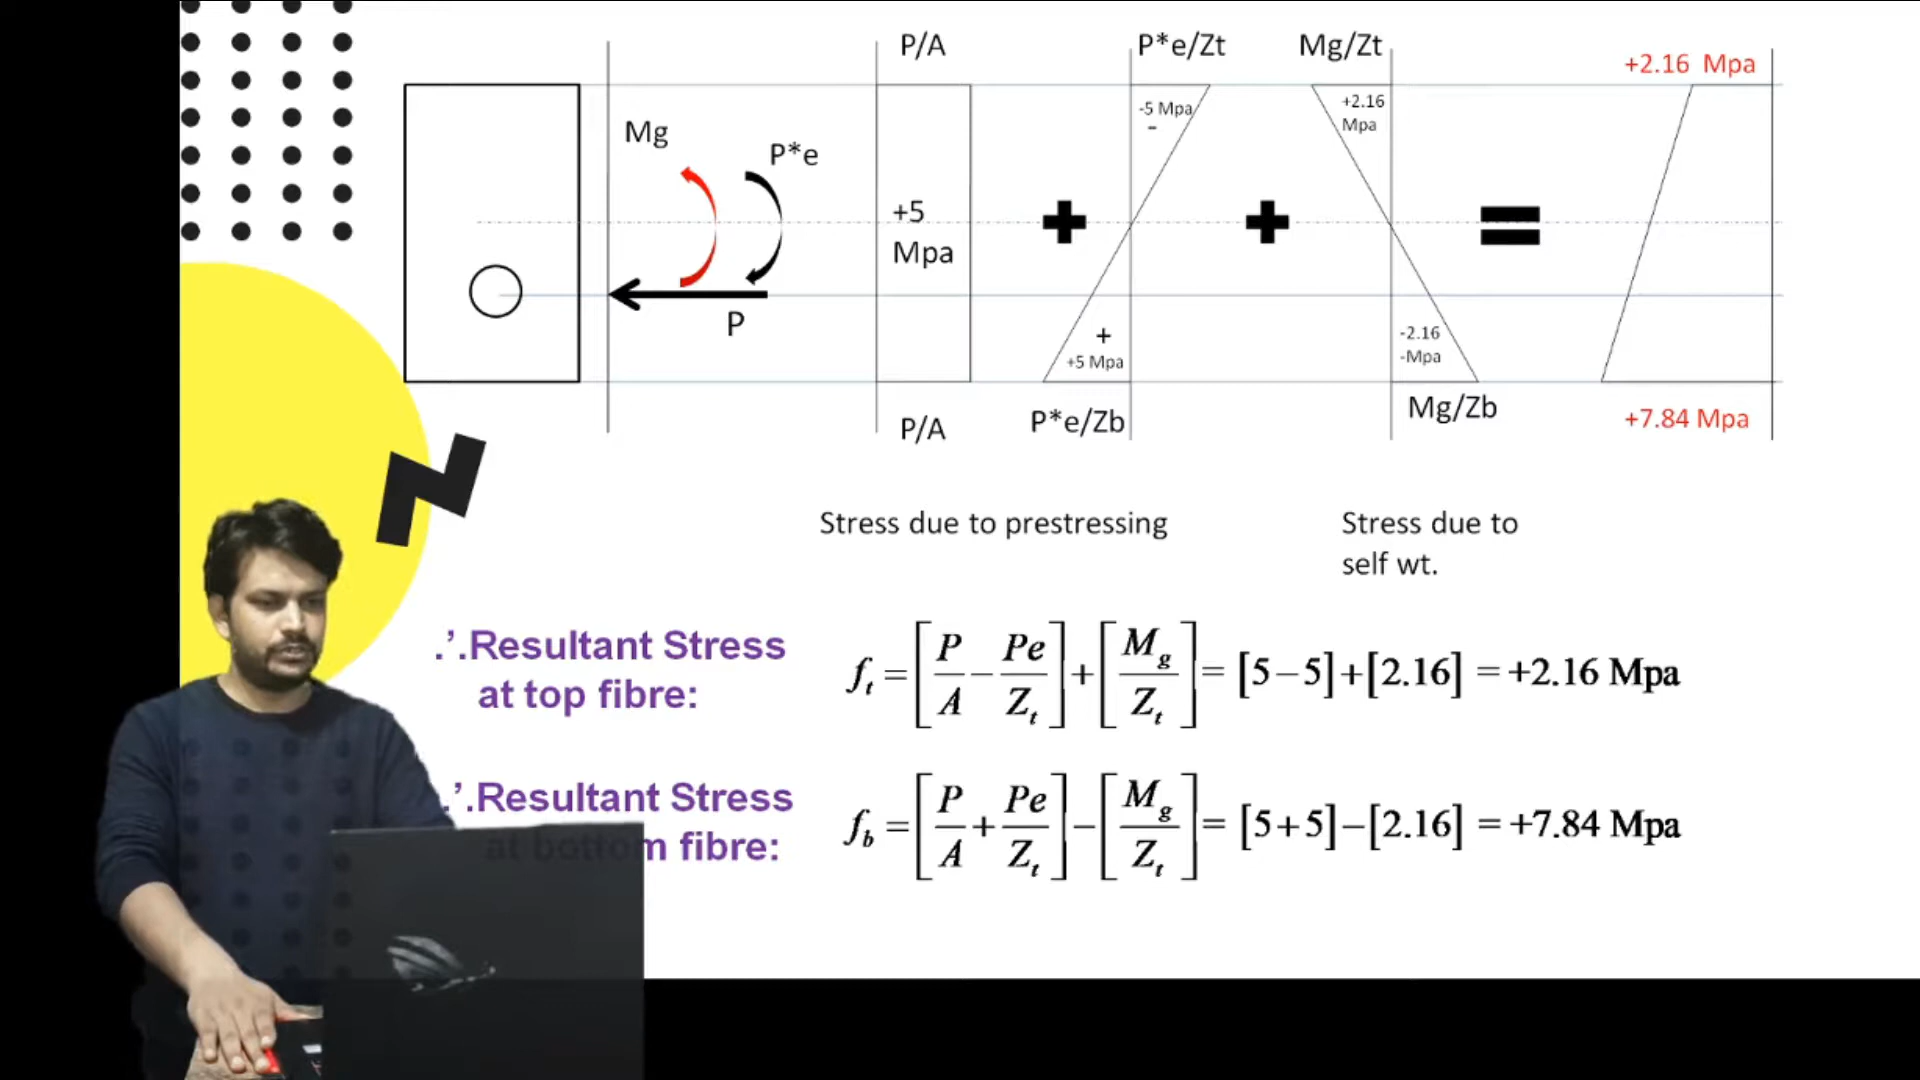 P/A
P*e/Zt
Mg/Zt
+2.16 Mpa
-5 Mpa
-
+2.16
Mpa
Mg
P*e
+5
Mpa
P
+
+5 Mpa
-2.16
-Mpa
P/A
P*e/Zb
Mg/Zb
+7.84 Mpa
Stress due to prestressing
Stress due to
self wt.
.’.Resultant Stress
at top fibre:
f_t = [P/A − Pe/Z_t] + [M_g/Z_t] = [5−5]+[2.16] = +2.16 Mpa
.’.Resultant Stress
at bottom fibre:
f_b = [P/A + Pe/Z_t] − [M_g/Z_t] = [5+5]−[2.16] = +7.84 Mpa